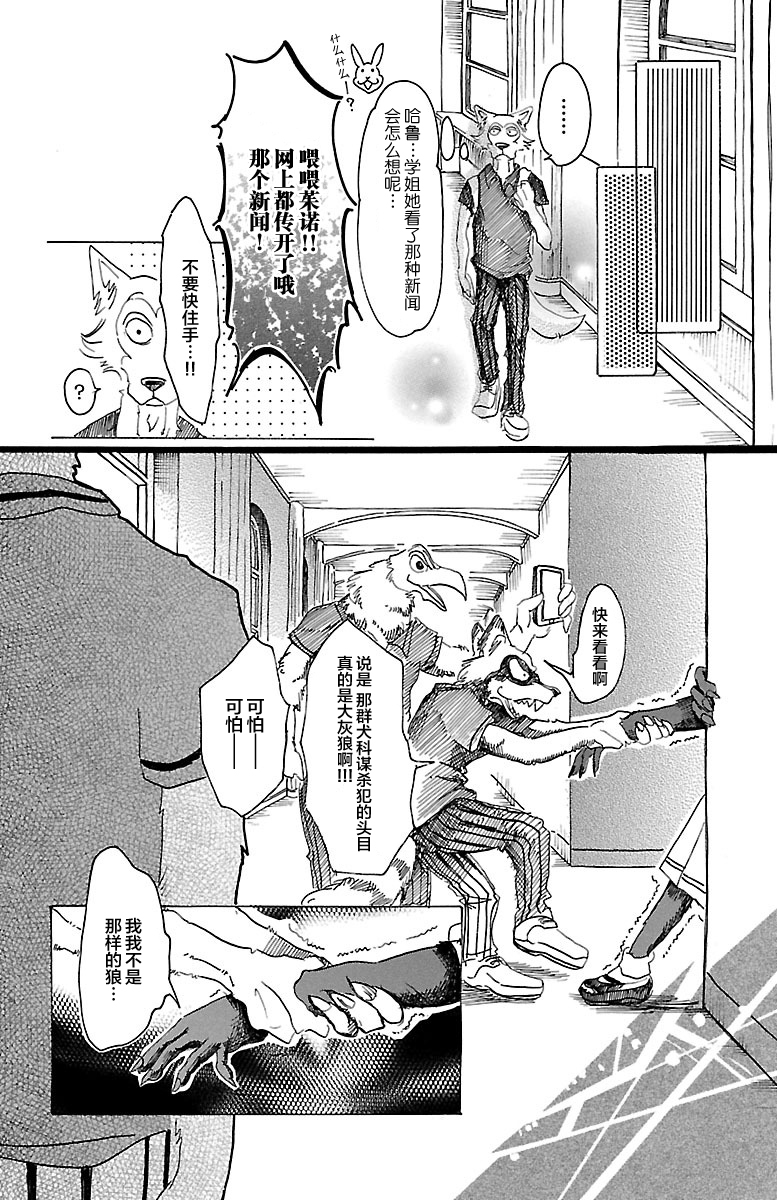 ……
哈鲁…学姐她看了那种新闻
会怎么想呢…
什么什么—？
喂喂茱诺!!
网上都传开了哦
那个新闻！
不要快住手…!!
？
快来看看啊
说是 那群犬科谋杀犯的头目
真的是大灰狼啊!!!
可怕——
可怕——
我我不是
那样的狼…